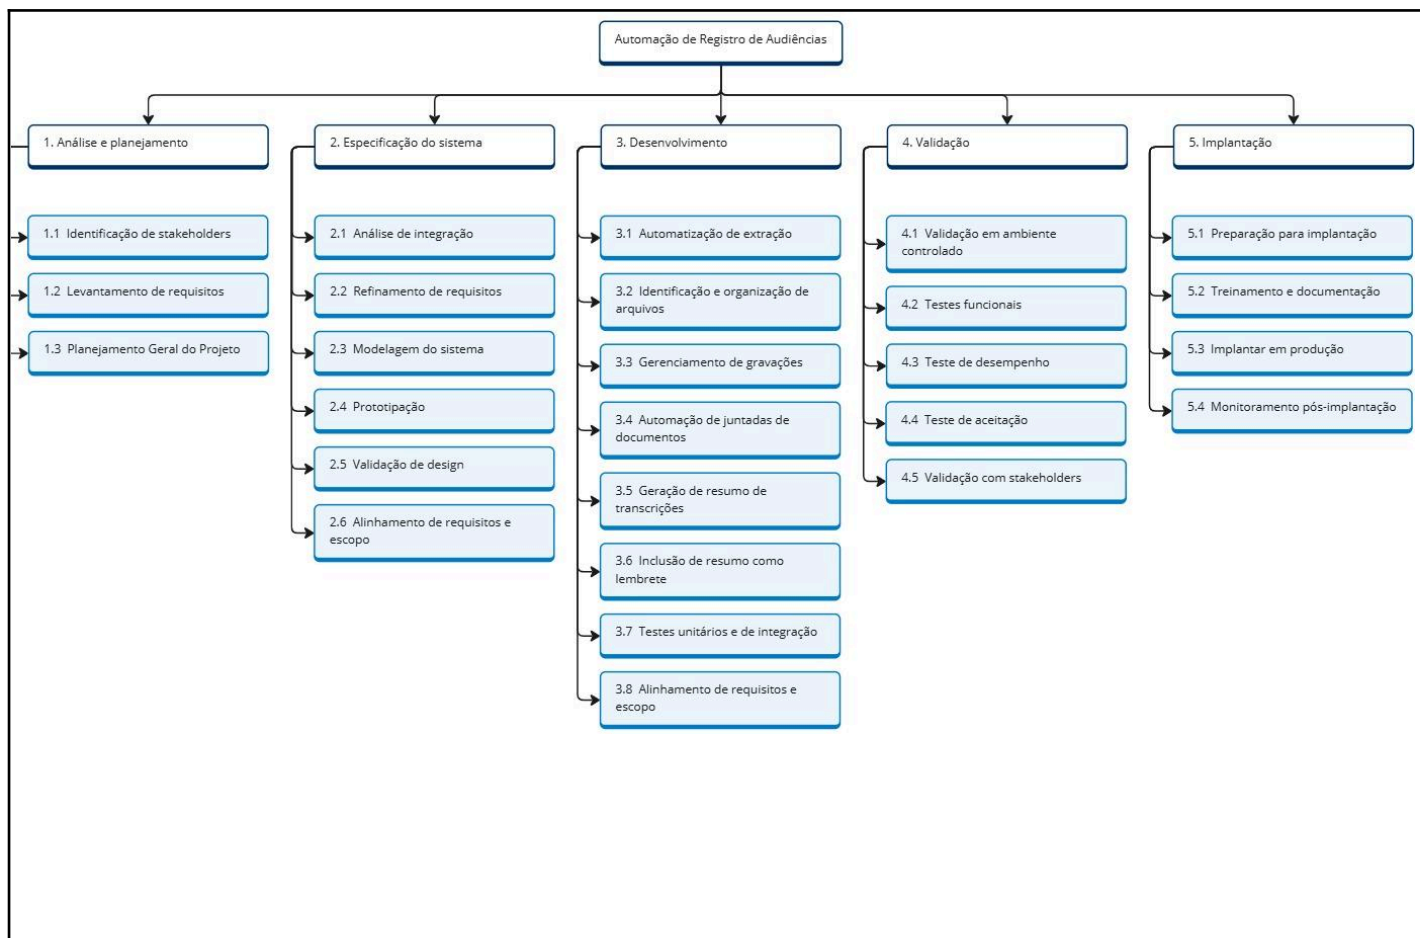 Automação de Registro de Audiências
1. Análise e planejamento
1.1 Identificação de stakeholders
1.2 Levantamento de requisitos
1.3 Planejamento Geral do Projeto
2. Especificação do sistema
2.1 Análise de integração
2.2 Refinamento de requisitos
2.3 Modelagem do sistema
2.4 Prototipação
2.5 Validação de design
2.6 Alinhamento de requisitos e
escopo
3. Desenvolvimento
3.1 Automatização de extração
3.2 Identificação e organização de
arquivos
3.3 Gerenciamento de gravações
3.4 Automação de juntadas de
documentos
3.5 Geração de resumo de
transcrições
3.6 Inclusão de resumo como
lembrete
3.7 Testes unitários e de integração
3.8 Alinhamento de requisitos e
escopo
4. Validação
4.1 Validação em ambiente
controlado
4.2 Testes funcionais
4.3 Teste de desempenho
4.4 Teste de aceitação
4.5 Validação com stakeholders
5. Implantação
5.1 Preparação para implantação
5.2 Treinamento e documentação
5.3 Implantar em produção
5.4 Monitoramento pós-implantação